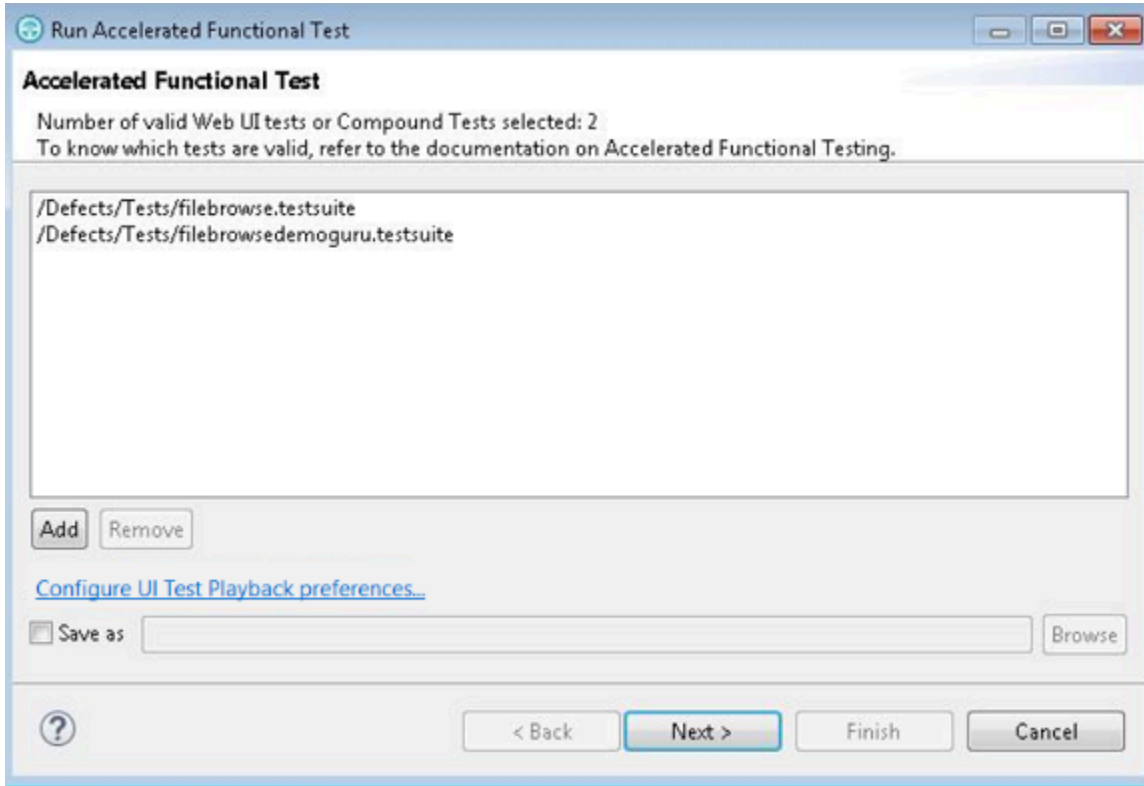 Run Accelerated Functional Test
Accelerated Functional Test
Number of valid Web UI tests or Compound Tests selected: 2
To know which tests are valid, refer to the documentation on Accelerated Functional Testing.
/Defects/Tests/filebrowse.testsuite
/Defects/Tests/filebrowsedemoguru.testsuite
Add Remove
Configure UI Test Playback preferences...
Save as Browse
? < Back Next > Finish Cancel